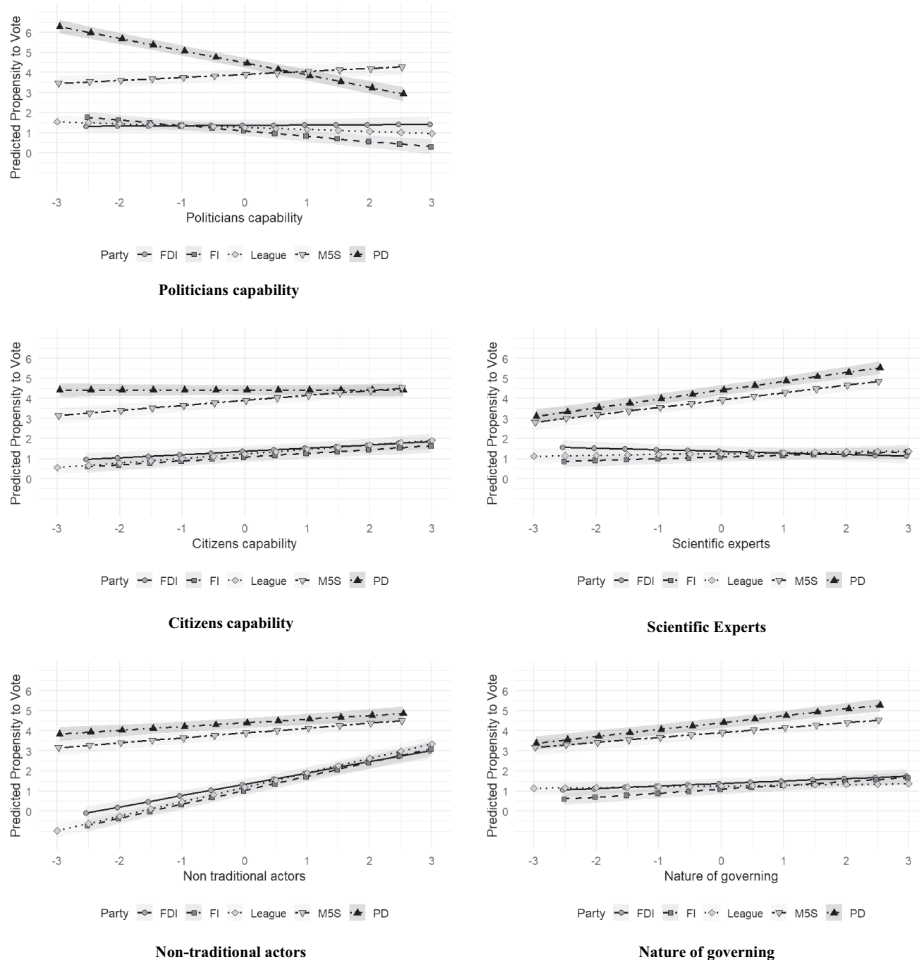 Predicted Propensity to Vote
6
5
4
3
2
1
0
-3 -2 -1 0 1 2 3
Politicians capability
Party FDI FI League M5S PD
Politicians capability
Predicted Propensity to Vote
6
5
4
3
2
1
0
-3 -2 -1 0 1 2 3
Citizens capability
Party FDI FI League M5S PD
Citizens capability
Predicted Propensity to Vote
6
5
4
3
2
1
0
-3 -2 -1 0 1 2 3
Scientific experts
Party FDI FI League M5S PD
Scientific Experts
Predicted Propensity to Vote
6
5
4
3
2
1
0
-3 -2 -1 0 1 2 3
Non traditional actors
Party FDI FI League M5S PD
Non-traditional actors
Predicted Propensity to Vote
6
5
4
3
2
1
0
-3 -2 -1 0 1 2 3
Nature of governing
Party FDI FI League M5S PD
Nature of governing